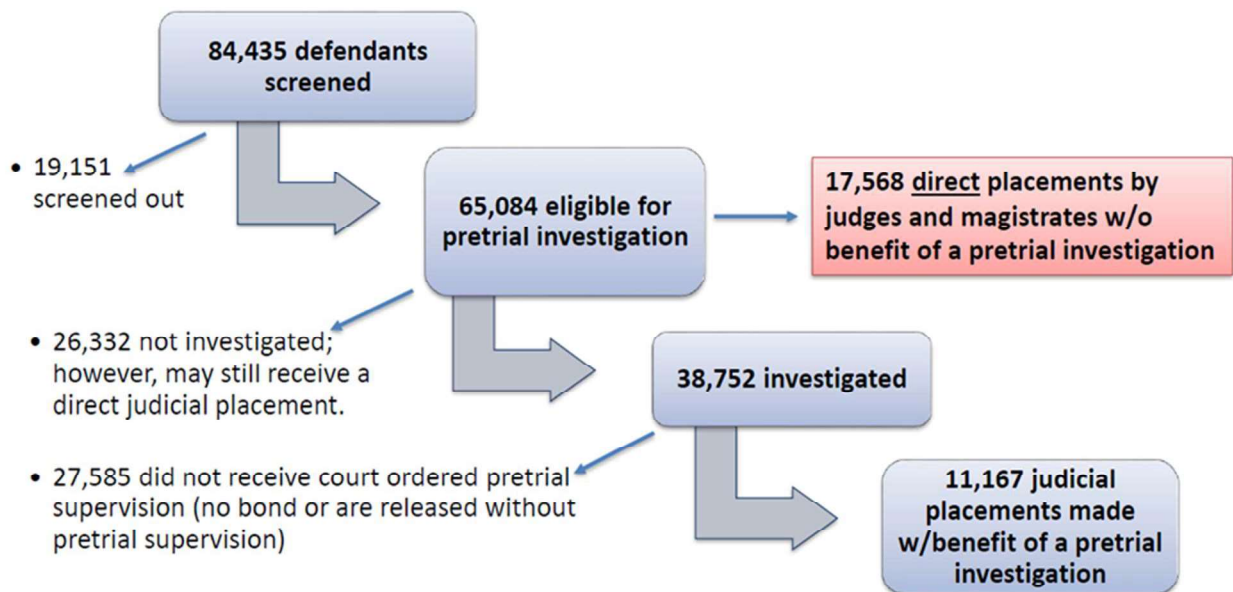 84,435 defendants
screened
• 19,151
screened out
65,084 eligible for
pretrial investigation
17,568 direct placements by
judges and magistrates w/o
benefit of a pretrial investigation
• 26,332 not investigated;
however, may still receive a
direct judicial placement.
38,752 investigated
• 27,585 did not receive court ordered pretrial
supervision (no bond or are released without
pretrial supervision)
11,167 judicial
placements made
w/benefit of a pretrial
investigation